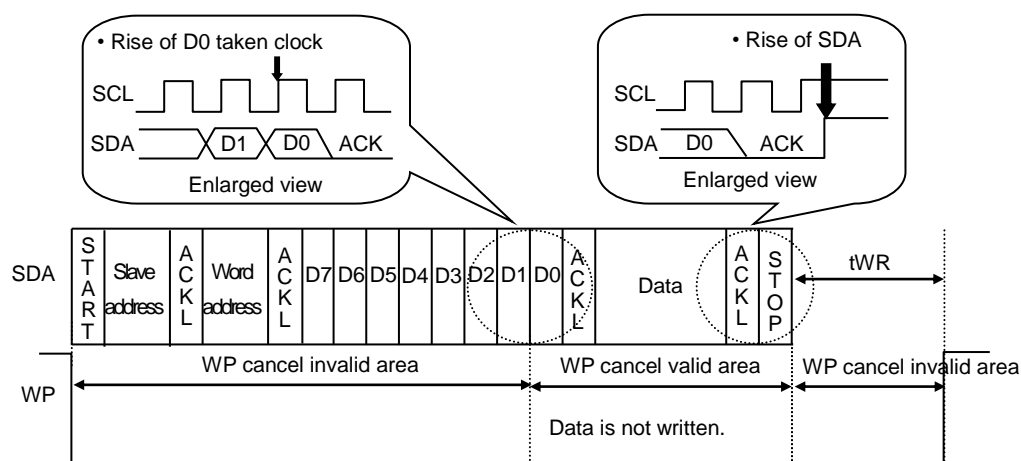 • Rise of D0 taken clock
SCL
SDA
D1
D0
ACK
Enlarged view
• Rise of SDA
SCL
SDA
D0
ACK
Enlarged view
SDA
START
Slave
address
ACKL
Word
address
ACKL
D7
D6
D5
D4
D3
D2
D1
D0
ACKL
Data
ACKL
STOP
tWR
WP
WP cancel invalid area
WP cancel valid area
WP cancel invalid area
Data is not written.